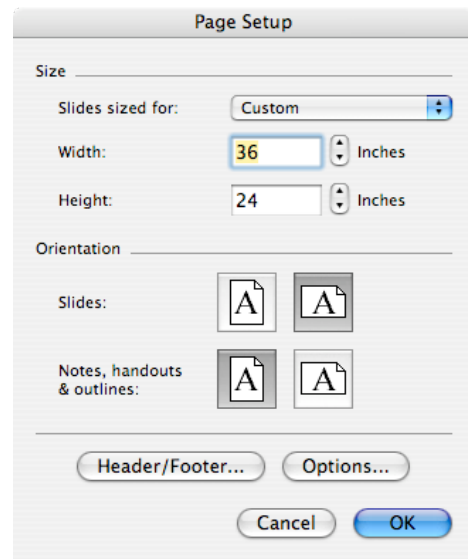 Page Setup
Size
Slides sized for: Custom
Width: 36 Inches
Height: 24 Inches
Orientation
Slides: A A
Notes, handouts
& outlines: A A
Header/Footer... Options...
Cancel OK